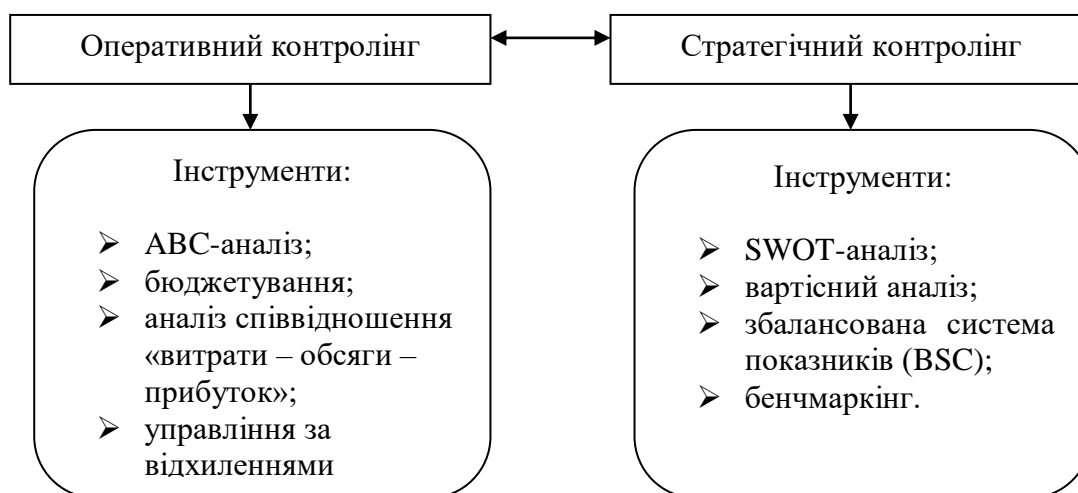 Оперативний контролінг
Стратегічний контролінг
Інструменти:
➢ АВС-аналіз;
➢ бюджетування;
➢ аналіз співвідношення
«витрати – обсяги –
прибуток»;
➢ управління за
відхиленнями
Інструменти:
➢ SWOT-аналіз;
➢ вартісний аналіз;
➢ збалансована система
показників (BSC);
➢ бенчмаркінг.